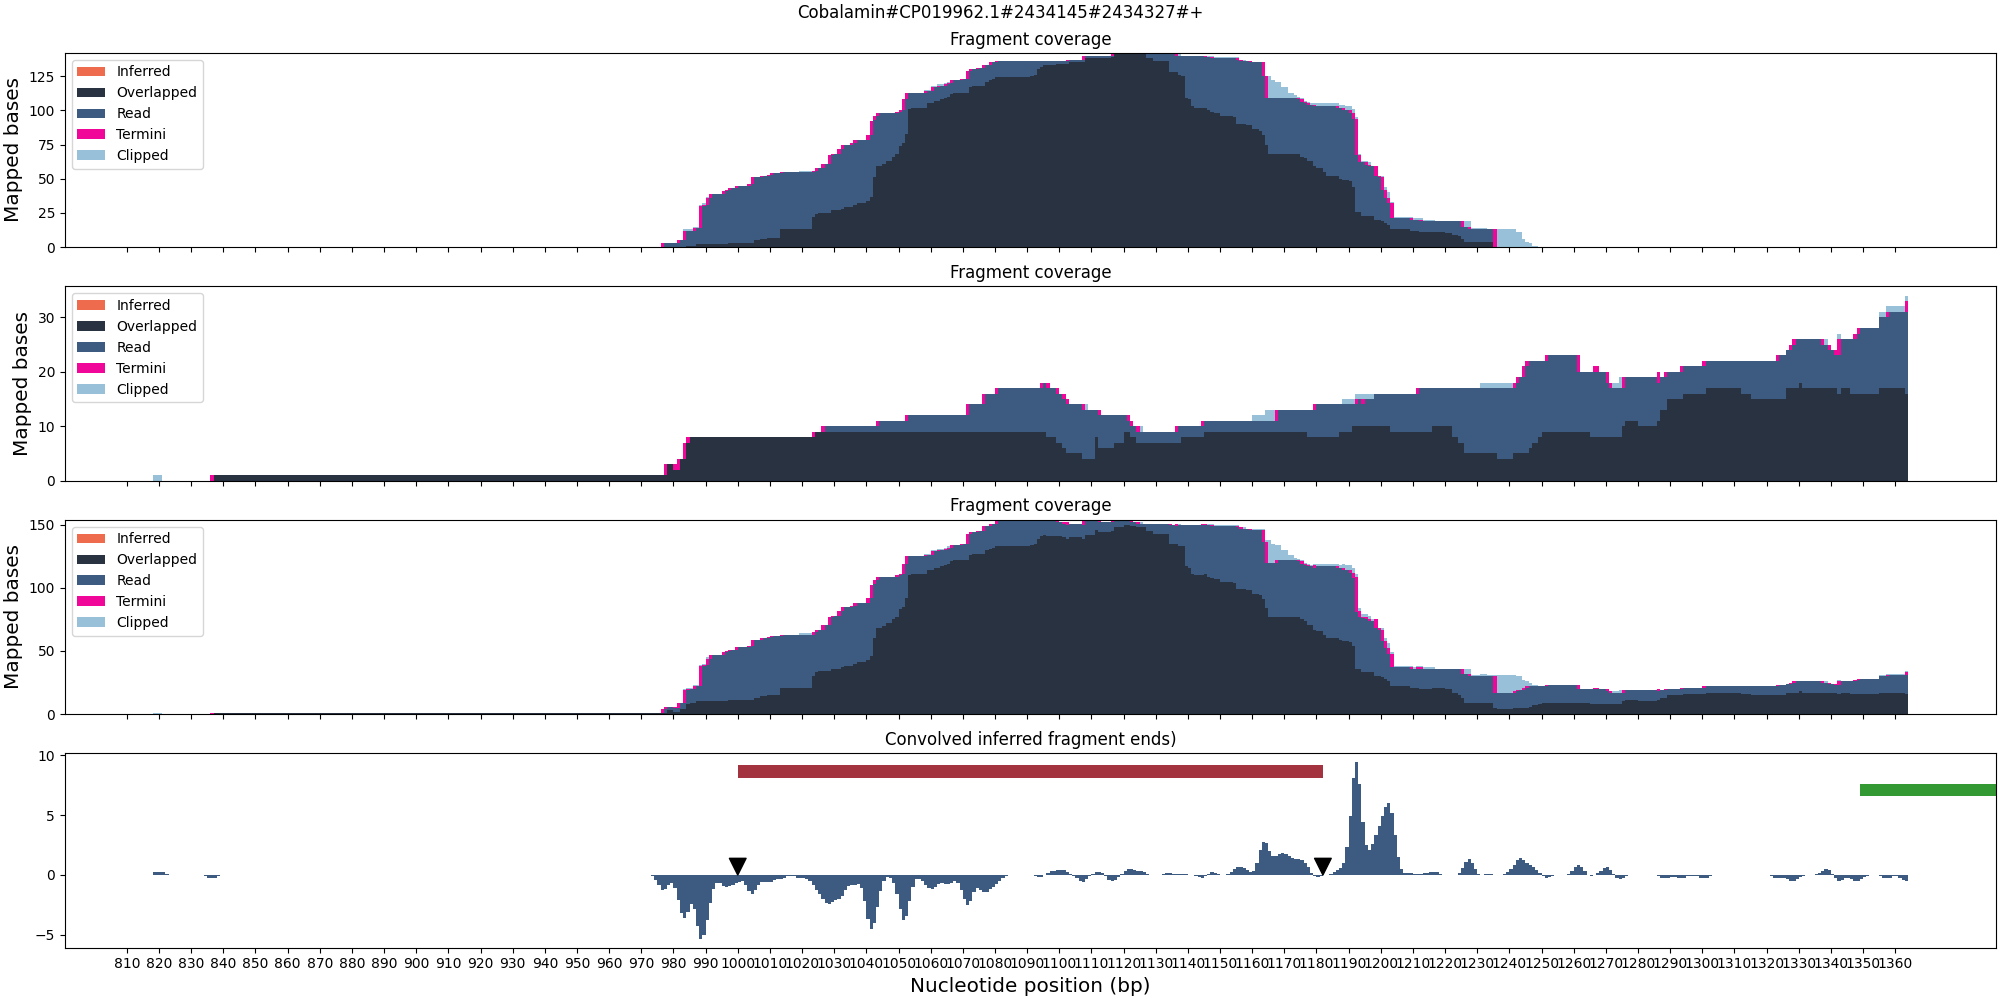 Cobalamin#CP019962.1#2434145#2434327#+
Fragment coverage
Mapped bases
125
100
75
50
25
0
Inferred
Overlapped
Read
Termini
Clipped
Fragment coverage
Mapped bases
30
20
10
0
Inferred
Overlapped
Read
Termini
Clipped
Fragment coverage
Mapped bases
150
100
50
0
Inferred
Overlapped
Read
Termini
Clipped
Convolved inferred fragment ends)
10
5
0
−5
810 820 830 840 850 860 870 880 890 900 910 920 930 940 950 960 970 980 990 1000 1010 1020 1030 1040 1050 1060 1070 1080 1090 1100 1110 1120 1130 1140 1150 1160 1170 1180 1190 1200 1210 1220 1230 1240 1250 1260 1270 1280 1290 1300 1310 1320 1330 1340 1350 1360
Nucleotide position (bp)